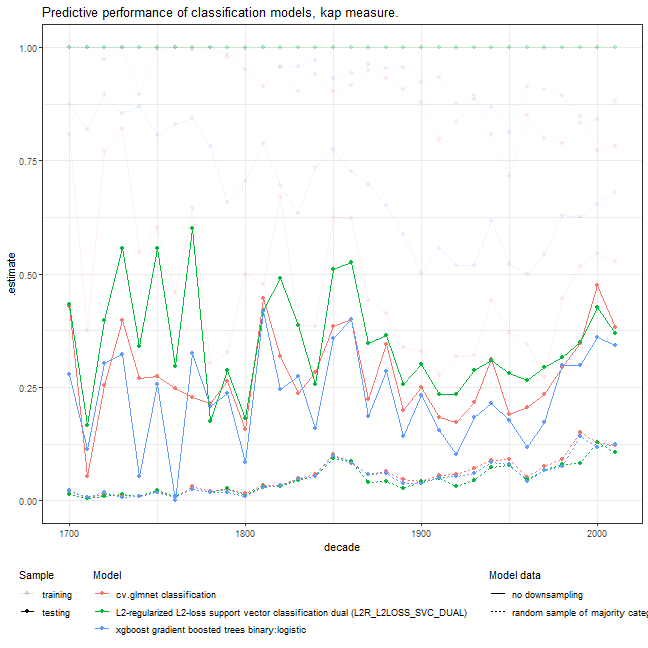 Predictive performance of classification models, kap measure.
1.00
0.75
0.50
0.25
0.00
.estimate
1700
1800
1900
2000
decade
Sample
training
testing
Model
cv.glmnet classification
L2-regularized L2-loss support vector classification dual (L2R_L2LOSS_SVC_DUAL)
xgboost gradient boosted trees binary:logistic
Model data
no downsampling
random sample of majority cate